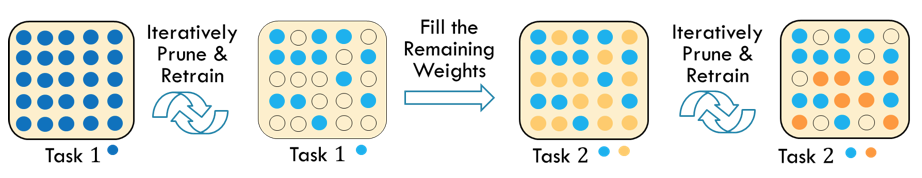 Iteratively
Prune &
Retrain
Fill the
Remaining
Weights
Iteratively
Prune &
Retrain
Task 1
Task 1
Task 2
Task 2